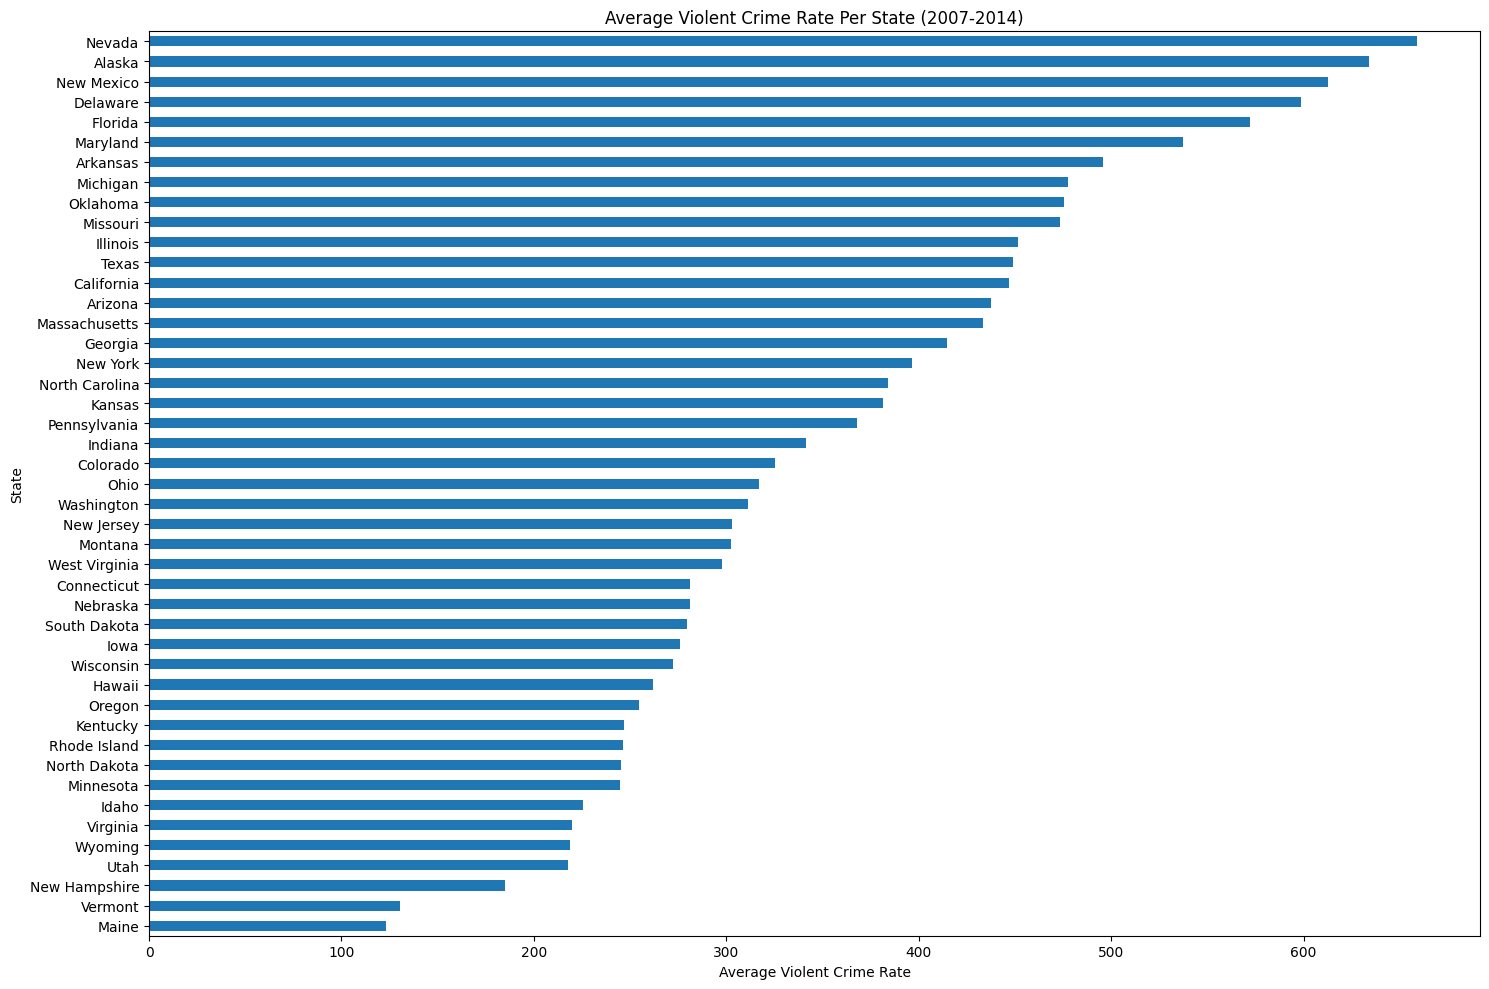 Average Violent Crime Rate Per State (2007-2014)
Nevada
Alaska
New Mexico
Delaware
Florida
Maryland
Arkansas
Michigan
Oklahoma
Missouri
Illinois
Texas
California
Arizona
Massachusetts
Georgia
New York
North Carolina
Kansas
Pennsylvania
Indiana
Colorado
Ohio
Washington
New Jersey
Montana
West Virginia
Connecticut
Nebraska
South Dakota
Iowa
Wisconsin
Hawaii
Oregon
Kentucky
Rhode Island
North Dakota
Minnesota
Idaho
Virginia
Wyoming
Utah
New Hampshire
Vermont
Maine
State
0 100 200 300 400 500 600
Average Violent Crime Rate